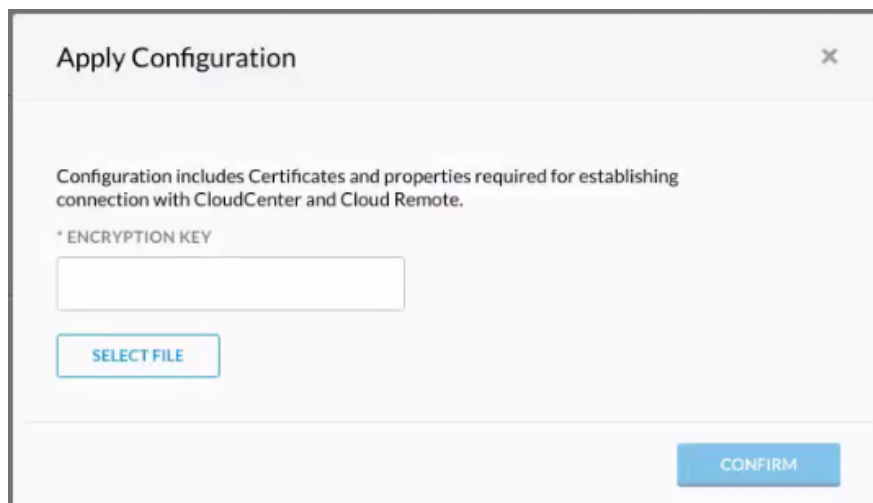 Apply Configuration
Configuration includes Certificates and properties required for establishing
connection with CloudCenter and Cloud Remote.
* ENCRYPTION KEY
SELECT FILE
CONFIRM